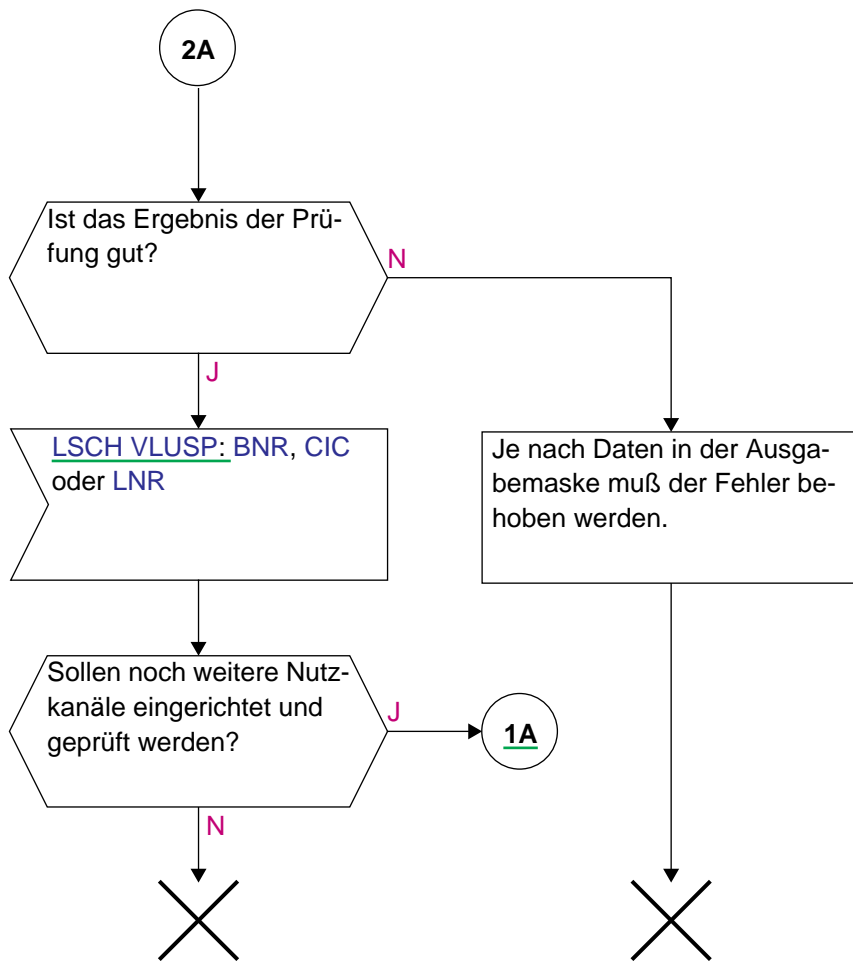 2A
Ist das Ergebnis der Prü-
fung gut?
N
J
LSCH VLUSP: BNR, CIC
oder LNR
Je nach Daten in der Ausga-
bemaske muß der Fehler be-
hoben werden.
Sollen noch weitere Nutz-
kanäle eingerichtet und
geprüft werden?
J
1A
N